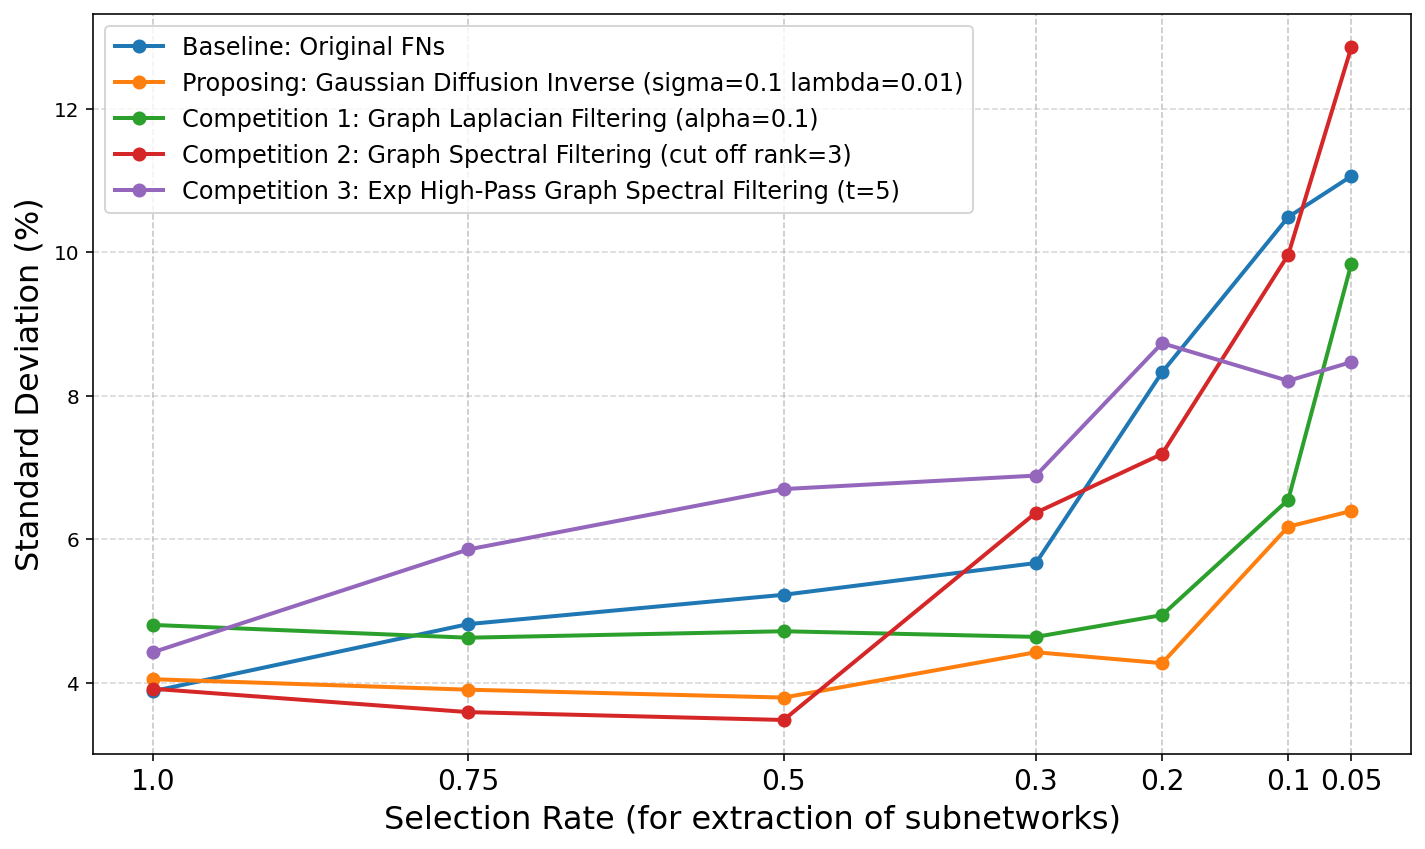 Baseline: Original FNs
Proposing: Gaussian Diffusion Inverse (sigma=0.1 lambda=0.01)
Competition 1: Graph Laplacian Filtering (alpha=0.1)
Competition 2: Graph Spectral Filtering (cut off rank=3)
Competition 3: Exp High-Pass Graph Spectral Filtering (t=5)
Standard Deviation (%)
12
10
8
6
4
1.0 0.75 0.5 0.3 0.2 0.1 0.05
Selection Rate (for extraction of subnetworks)